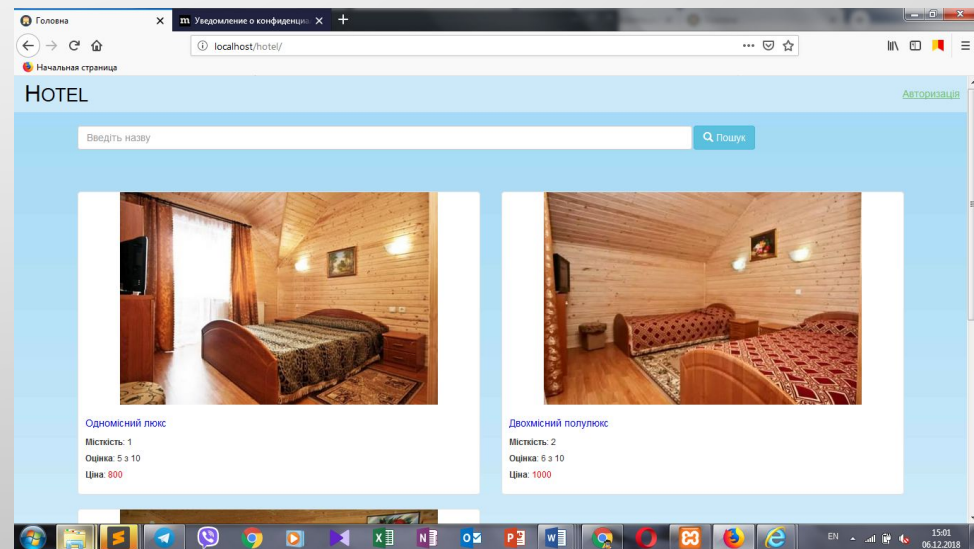 Головна
Уведомление о конфиденциа
localhost/hotel/
Начальная страница
HOTEL
Авторизація
Введіть назву
Пошук
Одномісний люкс
Місткість: 1
Оцінка: 5 з 10
Ціна: 800
Двохмісний полулюкс
Місткість: 2
Оцінка: 6 з 10
Ціна: 1000
EN
15:01
06.12.2018